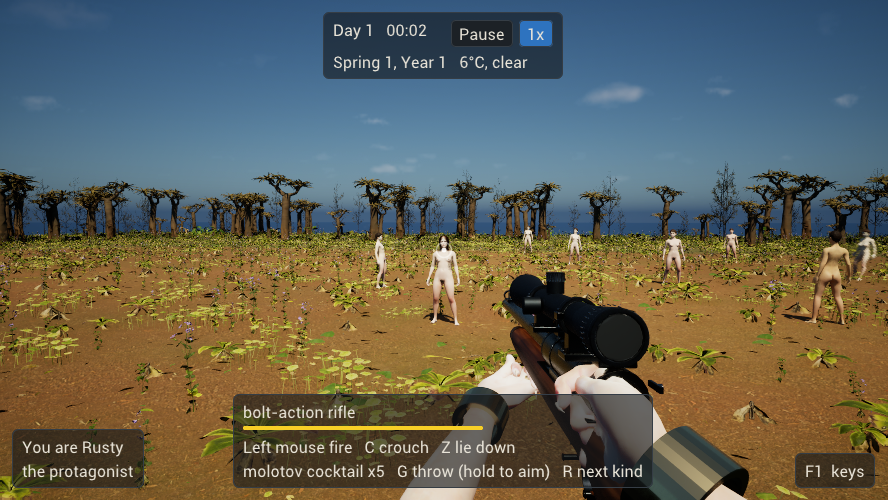 Day 1 00:02 Pause 1x
Spring 1, Year 1 6°C, clear
bolt-action rifle
Left mouse fire C crouch Z lie down
molotov cocktail x5 G throw (hold to aim) R next kind
You are Rusty
the protagonist
F1 keys